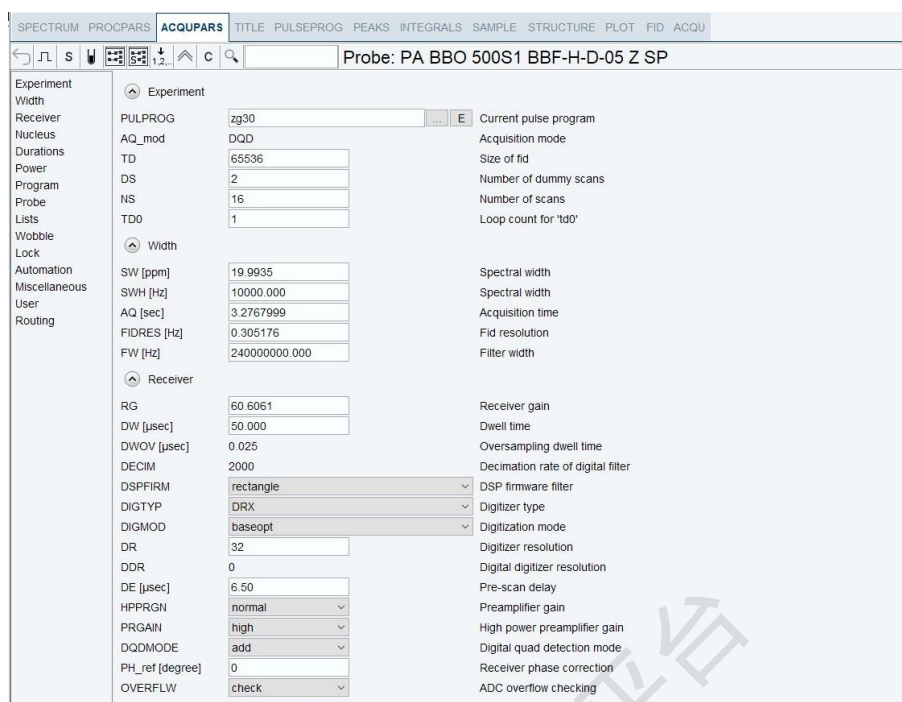 SPECTRUM PROCPARS ACQUPARS TITLE PULSEPROG PEAKS INTEGRALS SAMPLE STRUCTURE PLOT FID ACQU
S 1,2,.. C Probe: PA BBO 500S1 BBF-H-D-05 Z SP
Experiment
Width
Receiver
Nucleus
Durations
Power
Program
Probe
Lists
Wobble
Lock
Automation
Miscellaneous
User
Routing
Experiment
PULPROG zg30 ... E Current pulse program
AQ_mod DQD Acquisition mode
TD 65536 Size of fid
DS 2 Number of dummy scans
NS 16 Number of scans
TD0 1 Loop count for 'td0'
Width
SW [ppm] 19.9935 Spectral width
SWH [Hz] 10000.000 Spectral width
AQ [sec] 3.2767999 Acquisition time
FIDRES [Hz] 0.305176 Fid resolution
FW [Hz] 240000000.000 Filter width
Receiver
RG 60.6061 Receiver gain
DW [µsec] 50.000 Dwell time
DWOV [µsec] 0.025 Oversampling dwell time
DECIM 2000 Decimation rate of digital filter
DSPFIRM rectangle DSP firmware filter
DIGTYP DRX Digitizer type
DIGMOD baseopt Digitization mode
DR 32 Digitizer resolution
DDR 0 Digital digitizer resolution
DE [µsec] 6.50 Pre-scan delay
HPPRGN normal Preamplifier gain
PRGAIN high High power preamplifier gain
DQDMODE add Digital quad detection mode
PH_ref [degree] 0 Receiver phase correction
OVERFLW check ADC overflow checking
平台